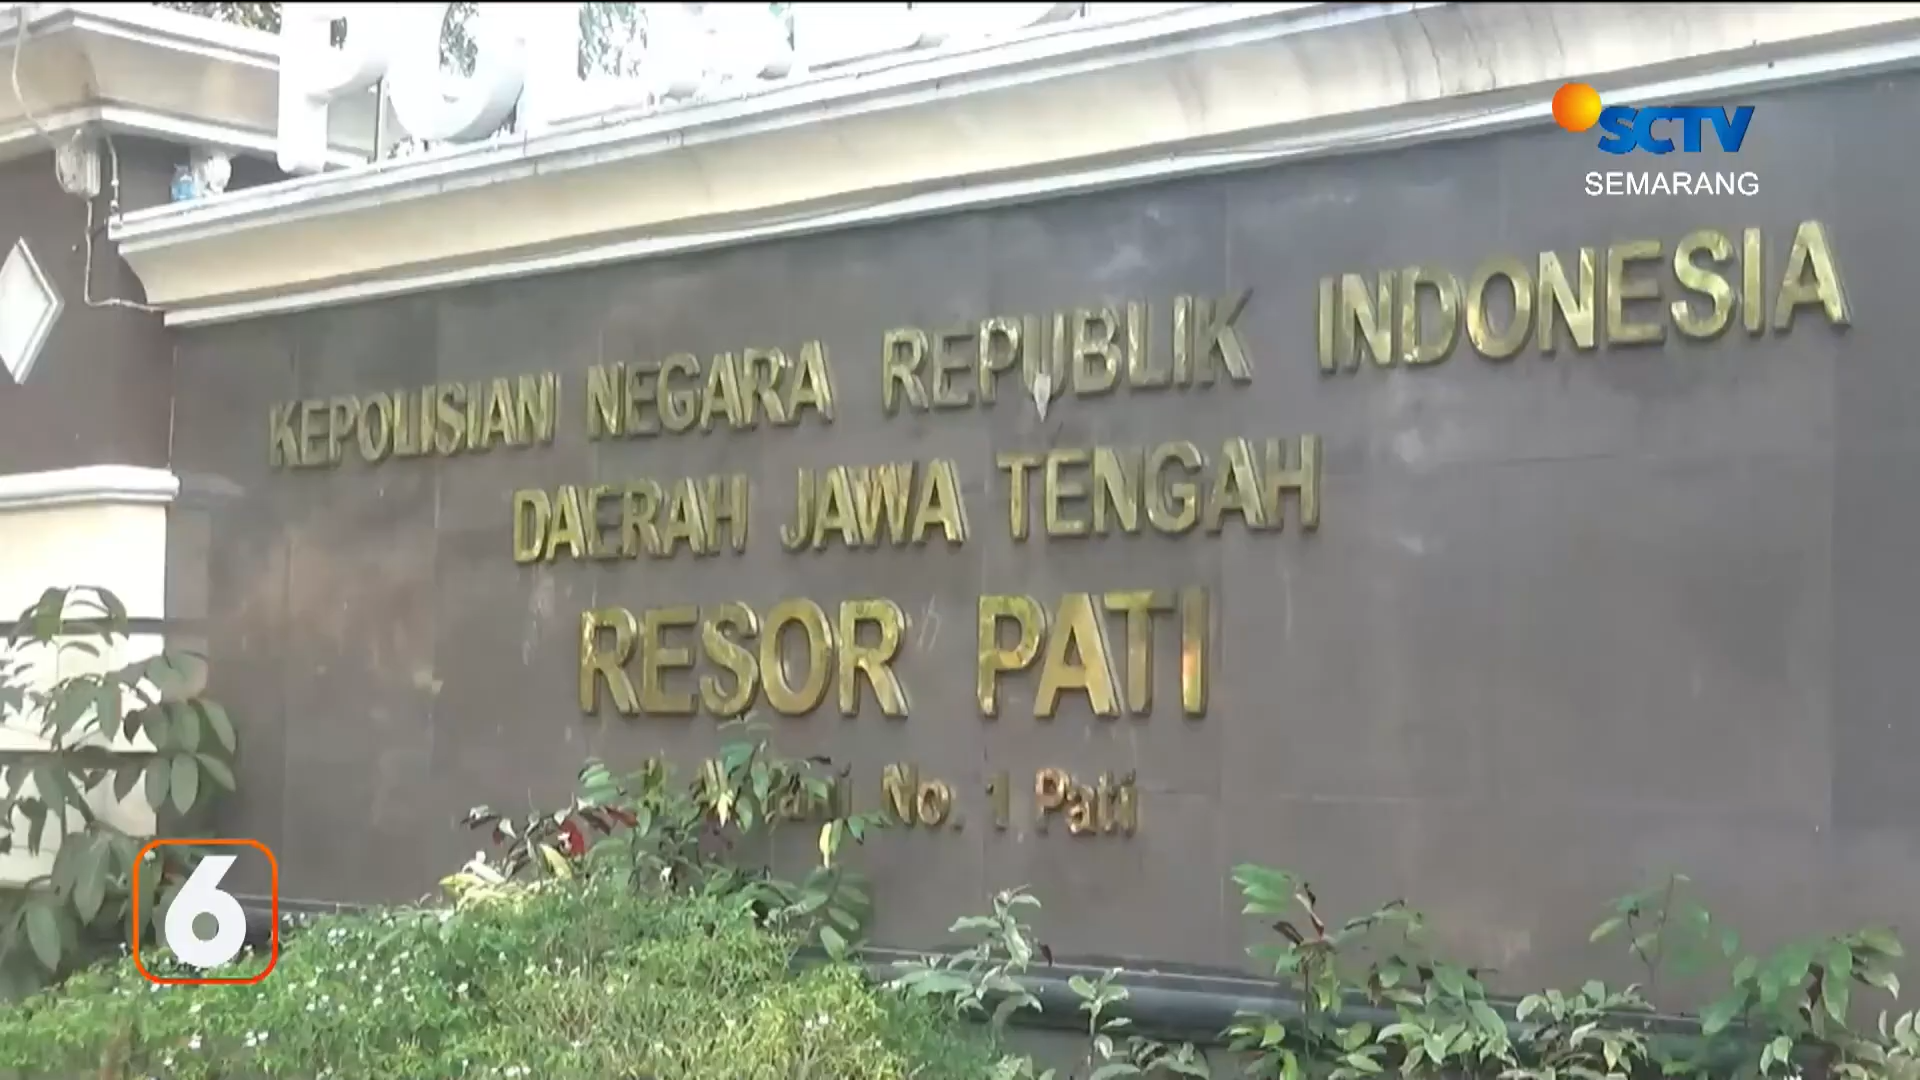 SCTV
SEMARANG
KEPOLISIAN NEGARA REPUBLIK INDONESIA
DAERAH JAWA TENGAH
RESOR PATI
No. 1 Pati
6